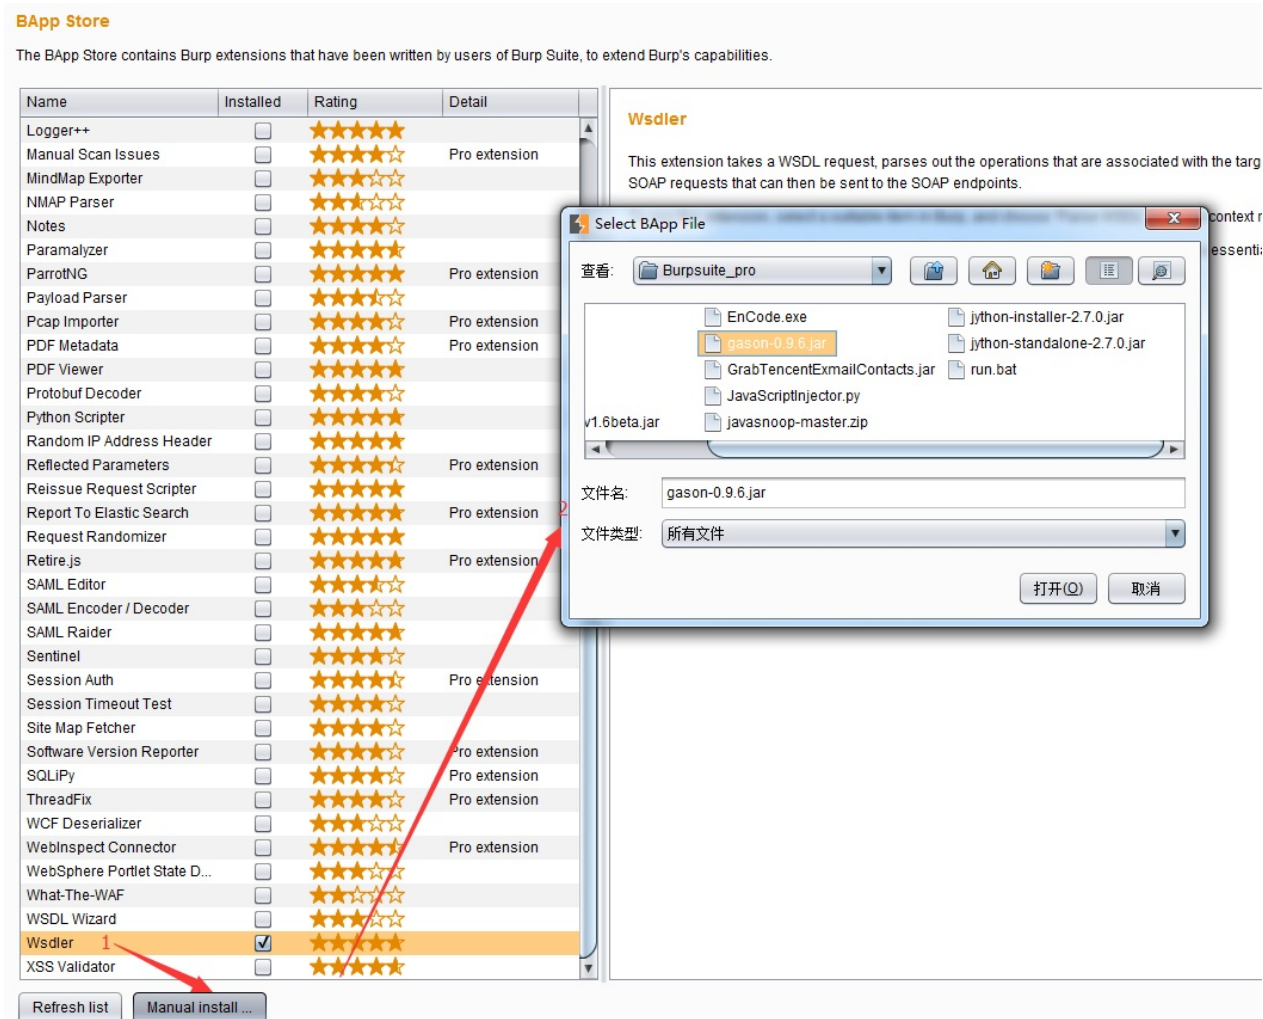 BApp Store
The BApp Store contains Burp extensions that have been written by users of Burp Suite, to extend Burp's capabilities.
Name Installed Rating Detail
Logger++
Manual Scan Issues Pro extension
MindMap Exporter
NMAP Parser
Notes
Paramalyzer
ParrotNG Pro extension
Payload Parser
Pcap Importer Pro extension
PDF Metadata Pro extension
PDF Viewer
Protobuf Decoder
Python Scripter
Random IP Address Header
Reflected Parameters Pro extension
Reissue Request Scripter
Report To Elastic Search Pro extension
Request Randomizer
Retire.js Pro extension
SAML Editor
SAML Encoder / Decoder
SAML Raider
Sentinel
Session Auth Pro extension
Session Timeout Test
Site Map Fetcher
Software Version Reporter Pro extension
SQLiPy Pro extension
ThreadFix Pro extension
WCF Deserializer
WebInspect Connector Pro extension
WebSphere Portlet State D...
What-The-WAF
WSDL Wizard
Wsdler 1
XSS Validator
Refresh list Manual install ...
Wsdler
This extension takes a WSDL request, parses out the operations that are associated with the targ
SOAP requests that can then be sent to the SOAP endpoints.
context r
essentia
Select BApp File
查看: Burpsuite_pro
EnCode.exe jython-installer-2.7.0.jar
gason-0.9.6.jar jython-standalone-2.7.0.jar
GrabTencentExmailContacts.jar run.bat
JavaScriptInjector.py
v1.6beta.jar javasnoop-master.zip
文件名: gason-0.9.6.jar
2
文件类型: 所有文件
打开(O) 取消